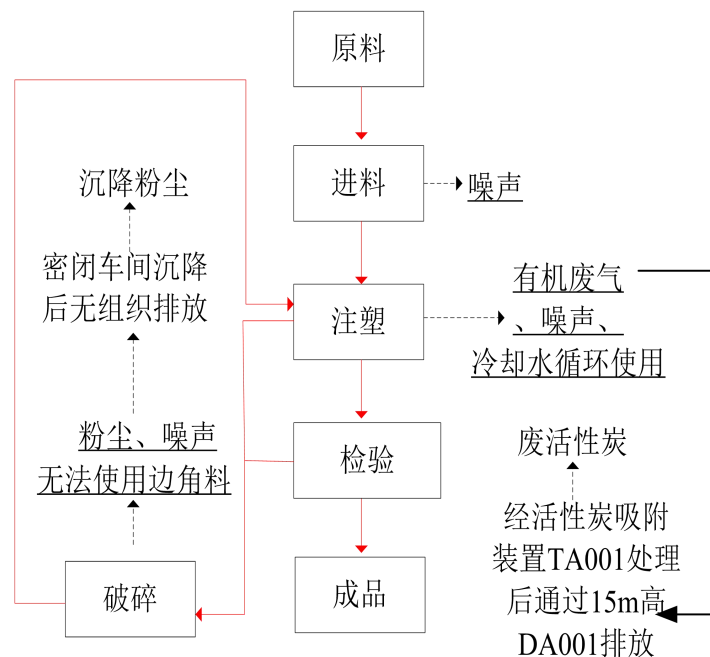 原料
进料
噪声
沉降粉尘
密闭车间沉降
后无组织排放
注塑
有机废气
、噪声、
冷却水循环使用
粉尘、噪声
无法使用边角料
检验
废活性炭
经活性炭吸附
装置TA001处理
后通过15m高
DA001排放
破碎
成品